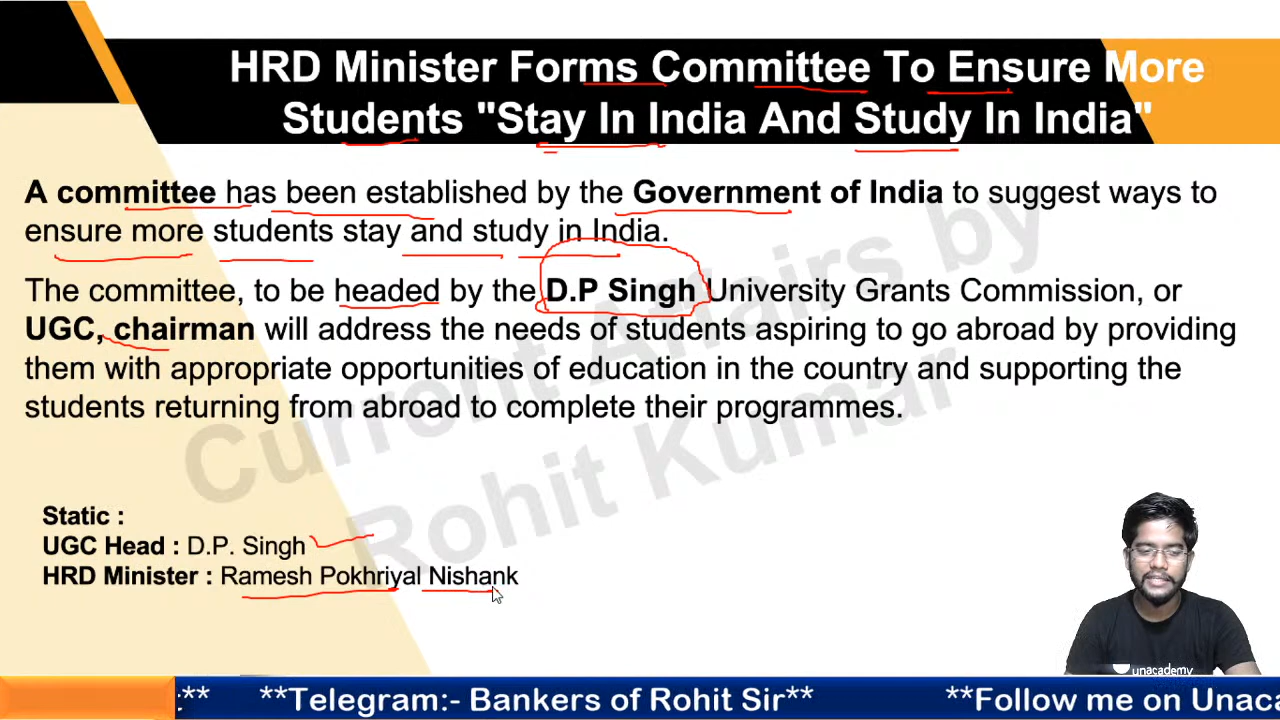 HRD Minister Forms Committee To Ensure More
Students "Stay In India And Study In India"
A committee has been established by the Government of India to suggest ways to
ensure more students stay and study in India.
The committee, to be headed by the D.P Singh University Grants Commission, or
UGC, chairman will address the needs of students aspiring to go abroad by providing
them with appropriate opportunities of education in the country and supporting the
students returning from abroad to complete their programmes.
Current Affairs by
Rohit Kumar
Static :
UGC Head : D.P. Singh
HRD Minister : Ramesh Pokhriyal Nishank
unacademy
** **Telegram:- Bankers of Rohit Sir** **Follow me on